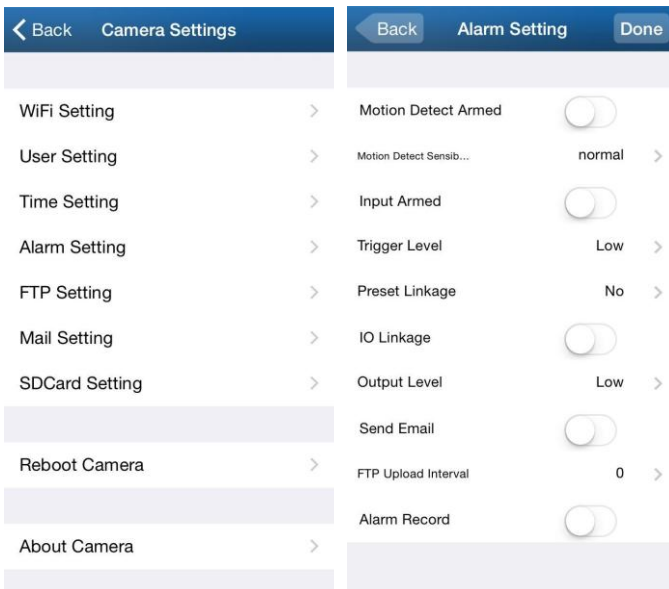 Back Camera Settings
WiFi Setting
User Setting
Time Setting
Alarm Setting
FTP Setting
Mail Setting
SDCard Setting
Reboot Camera
About Camera
Back Alarm Setting Done
Motion Detect Armed
Motion Detect Sensib... normal
Input Armed
Trigger Level Low
Preset Linkage No
IO Linkage
Output Level Low
Send Email
FTP Upload Interval 0
Alarm Record